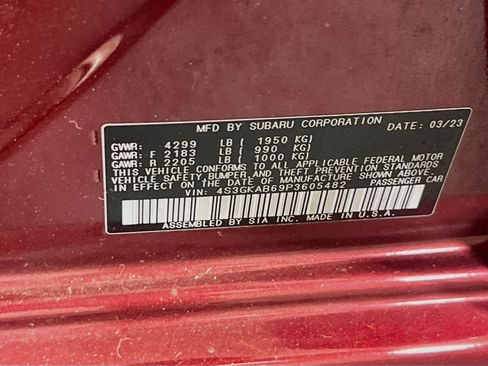 MFD. BY SUBARU CORPORATION DATE: 03/23
GVWR: 4299 LB ( 1950 KG)
GAWR: F 2183 LB ( 990 KG)
GAWR: R 2205 LB ( 1000 KG)
THIS VEHICLE CONFORMS TO ALL APPLICABLE FEDERAL MOTOR
VEHICLE SAFETY, BUMPER, AND THEFT PREVENTION STANDARDS
IN EFFECT ON THE DATE OF MANUFACTURE SHOWN ABOVE.
VIN: 4S3GKAB69P3605482 PASSENGER CAR
ASSEMBLED BY SIA INC. MADE IN U.S.A.